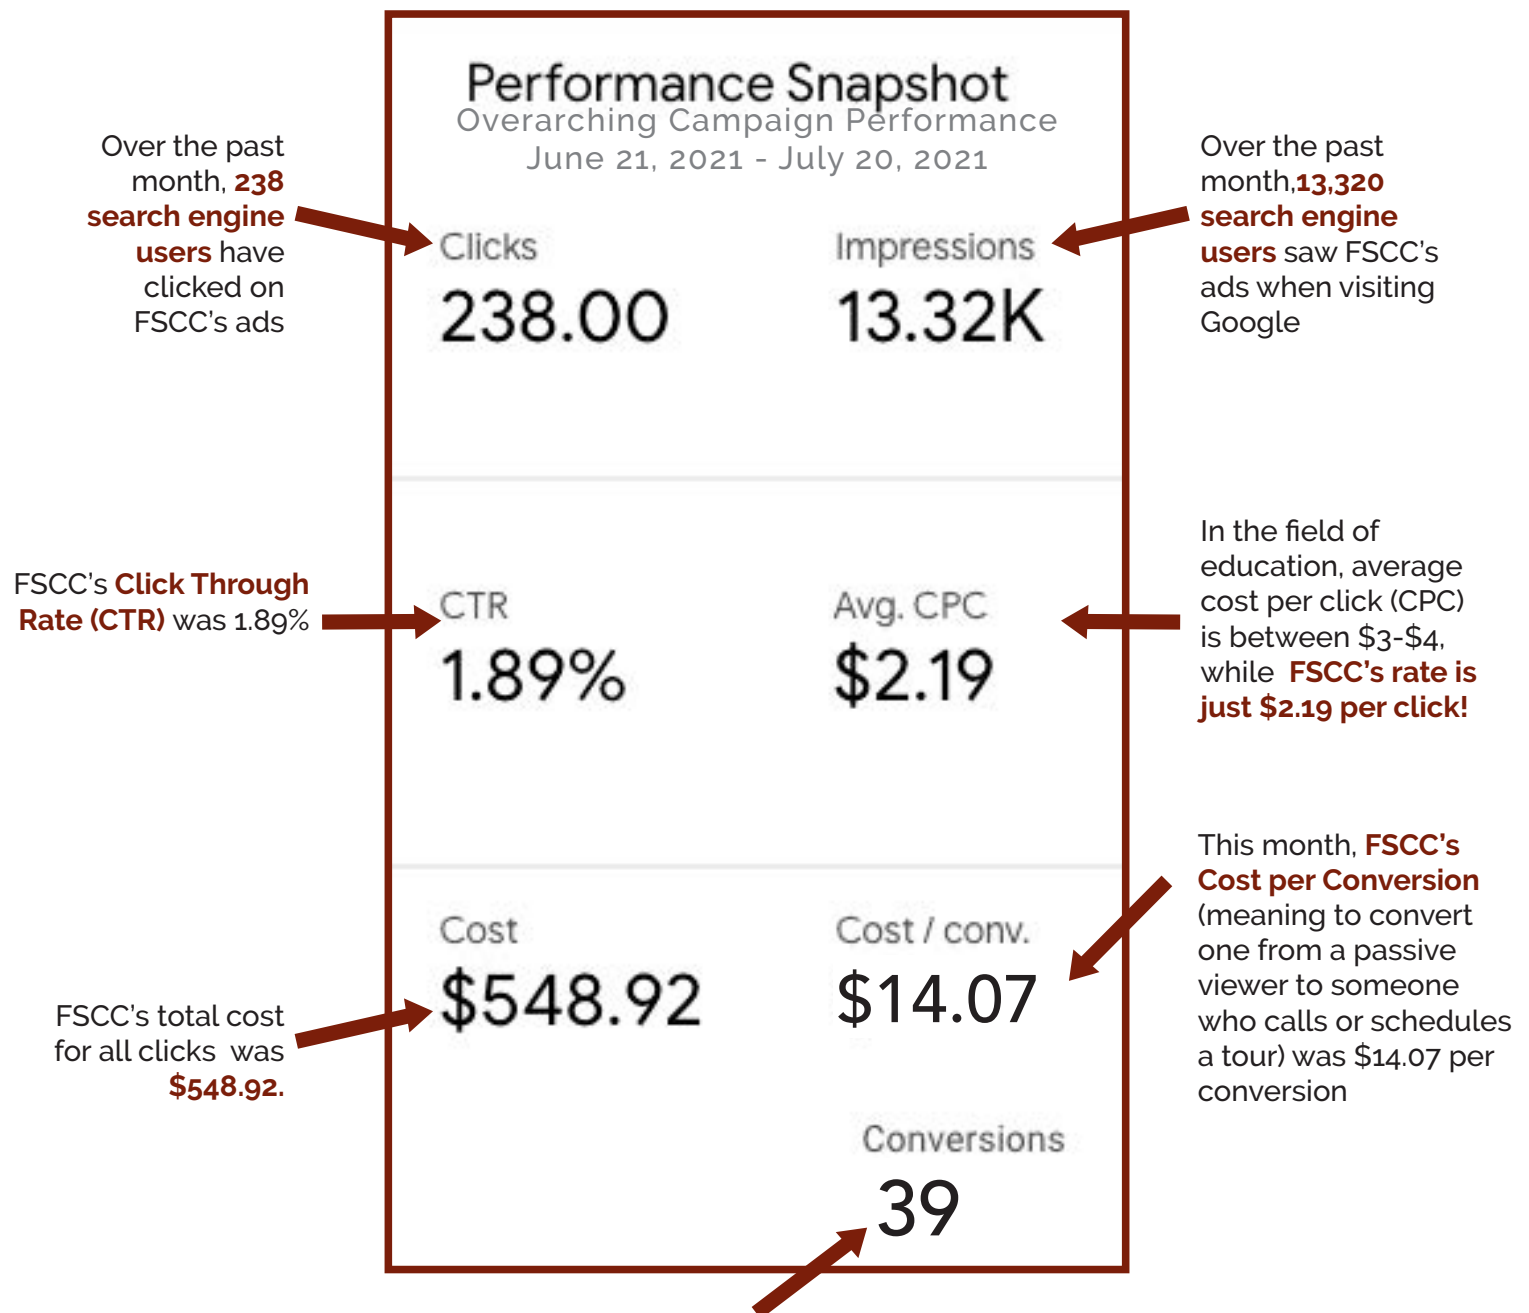 Performance Snapshot
Overarching Campaign Performance
June 21, 2021 - July 20, 2021
Over the past
month, 238
search engine
users have
clicked on
FSCC's ads
Clicks
238.00
Impressions
13.32K
Over the past
month,13,320
search engine
users saw FSCC's
ads when visiting
Google
FSCC's Click Through
Rate (CTR) was 1.89%
CTR
1.89%
Avg. CPC
$2.19
In the field of
education, average
cost per click (CPC)
is between $3-$4,
while FSCC's rate is
just $2.19 per click!
FSCC's total cost
for all clicks was
$548.92.
Cost
$548.92
Cost / conv.
$14.07
This month, FSCC's
Cost per Conversion
(meaning to convert
one from a passive
viewer to someone
who calls or schedules
a tour) was $14.07 per
conversion
Conversions
39